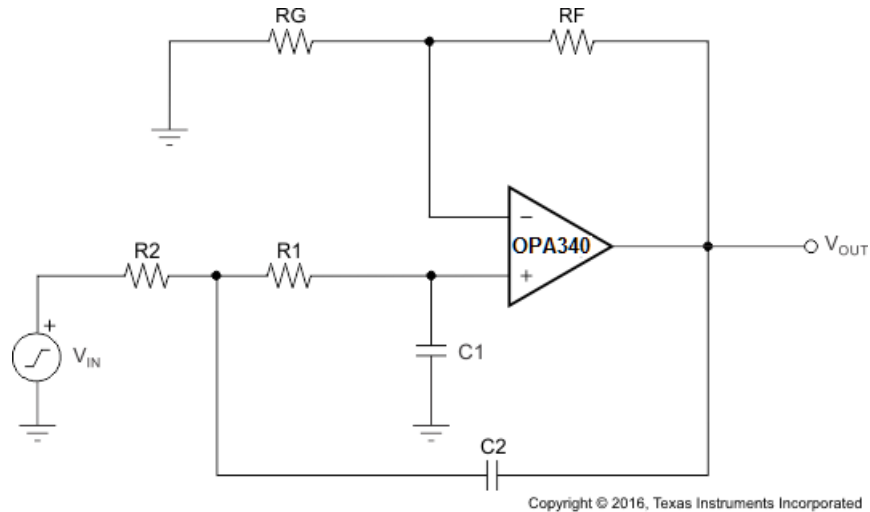 RG
RF
OPA340
−
+
VOUT
R2
R1
+
VIN
C1
C2
Copyright © 2016, Texas Instruments Incorporated